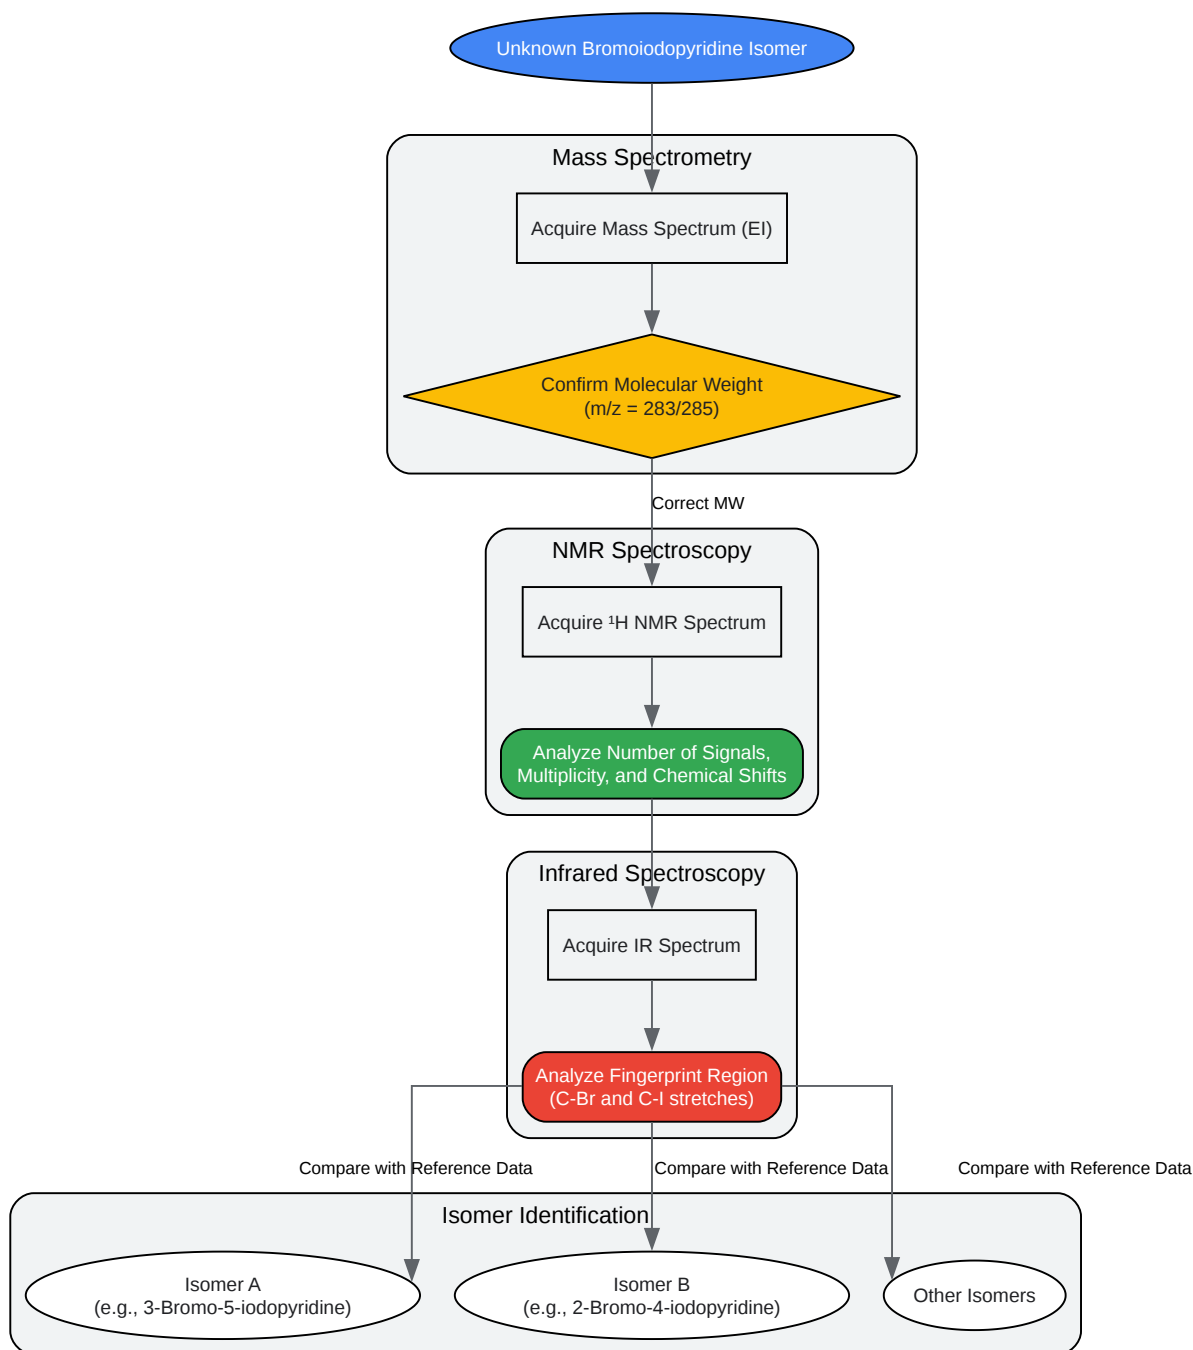 Unknown Bromoiodopyridine Isomer
Mass Spectrometry
Acquire Mass Spectrum (EI)
Confirm Molecular Weight
(m/z = 283/285)
Correct MW
NMR Spectroscopy
Acquire ¹H NMR Spectrum
Analyze Number of Signals,
Multiplicity, and Chemical Shifts
Infrared Spectroscopy
Acquire IR Spectrum
Analyze Fingerprint Region
(C-Br and C-I stretches)
Compare with Reference Data
Compare with Reference Data
Compare with Reference Data
Isomer Identification
Isomer A
(e.g., 3-Bromo-5-iodopyridine)
Isomer B
(e.g., 2-Bromo-4-iodopyridine)
Other Isomers